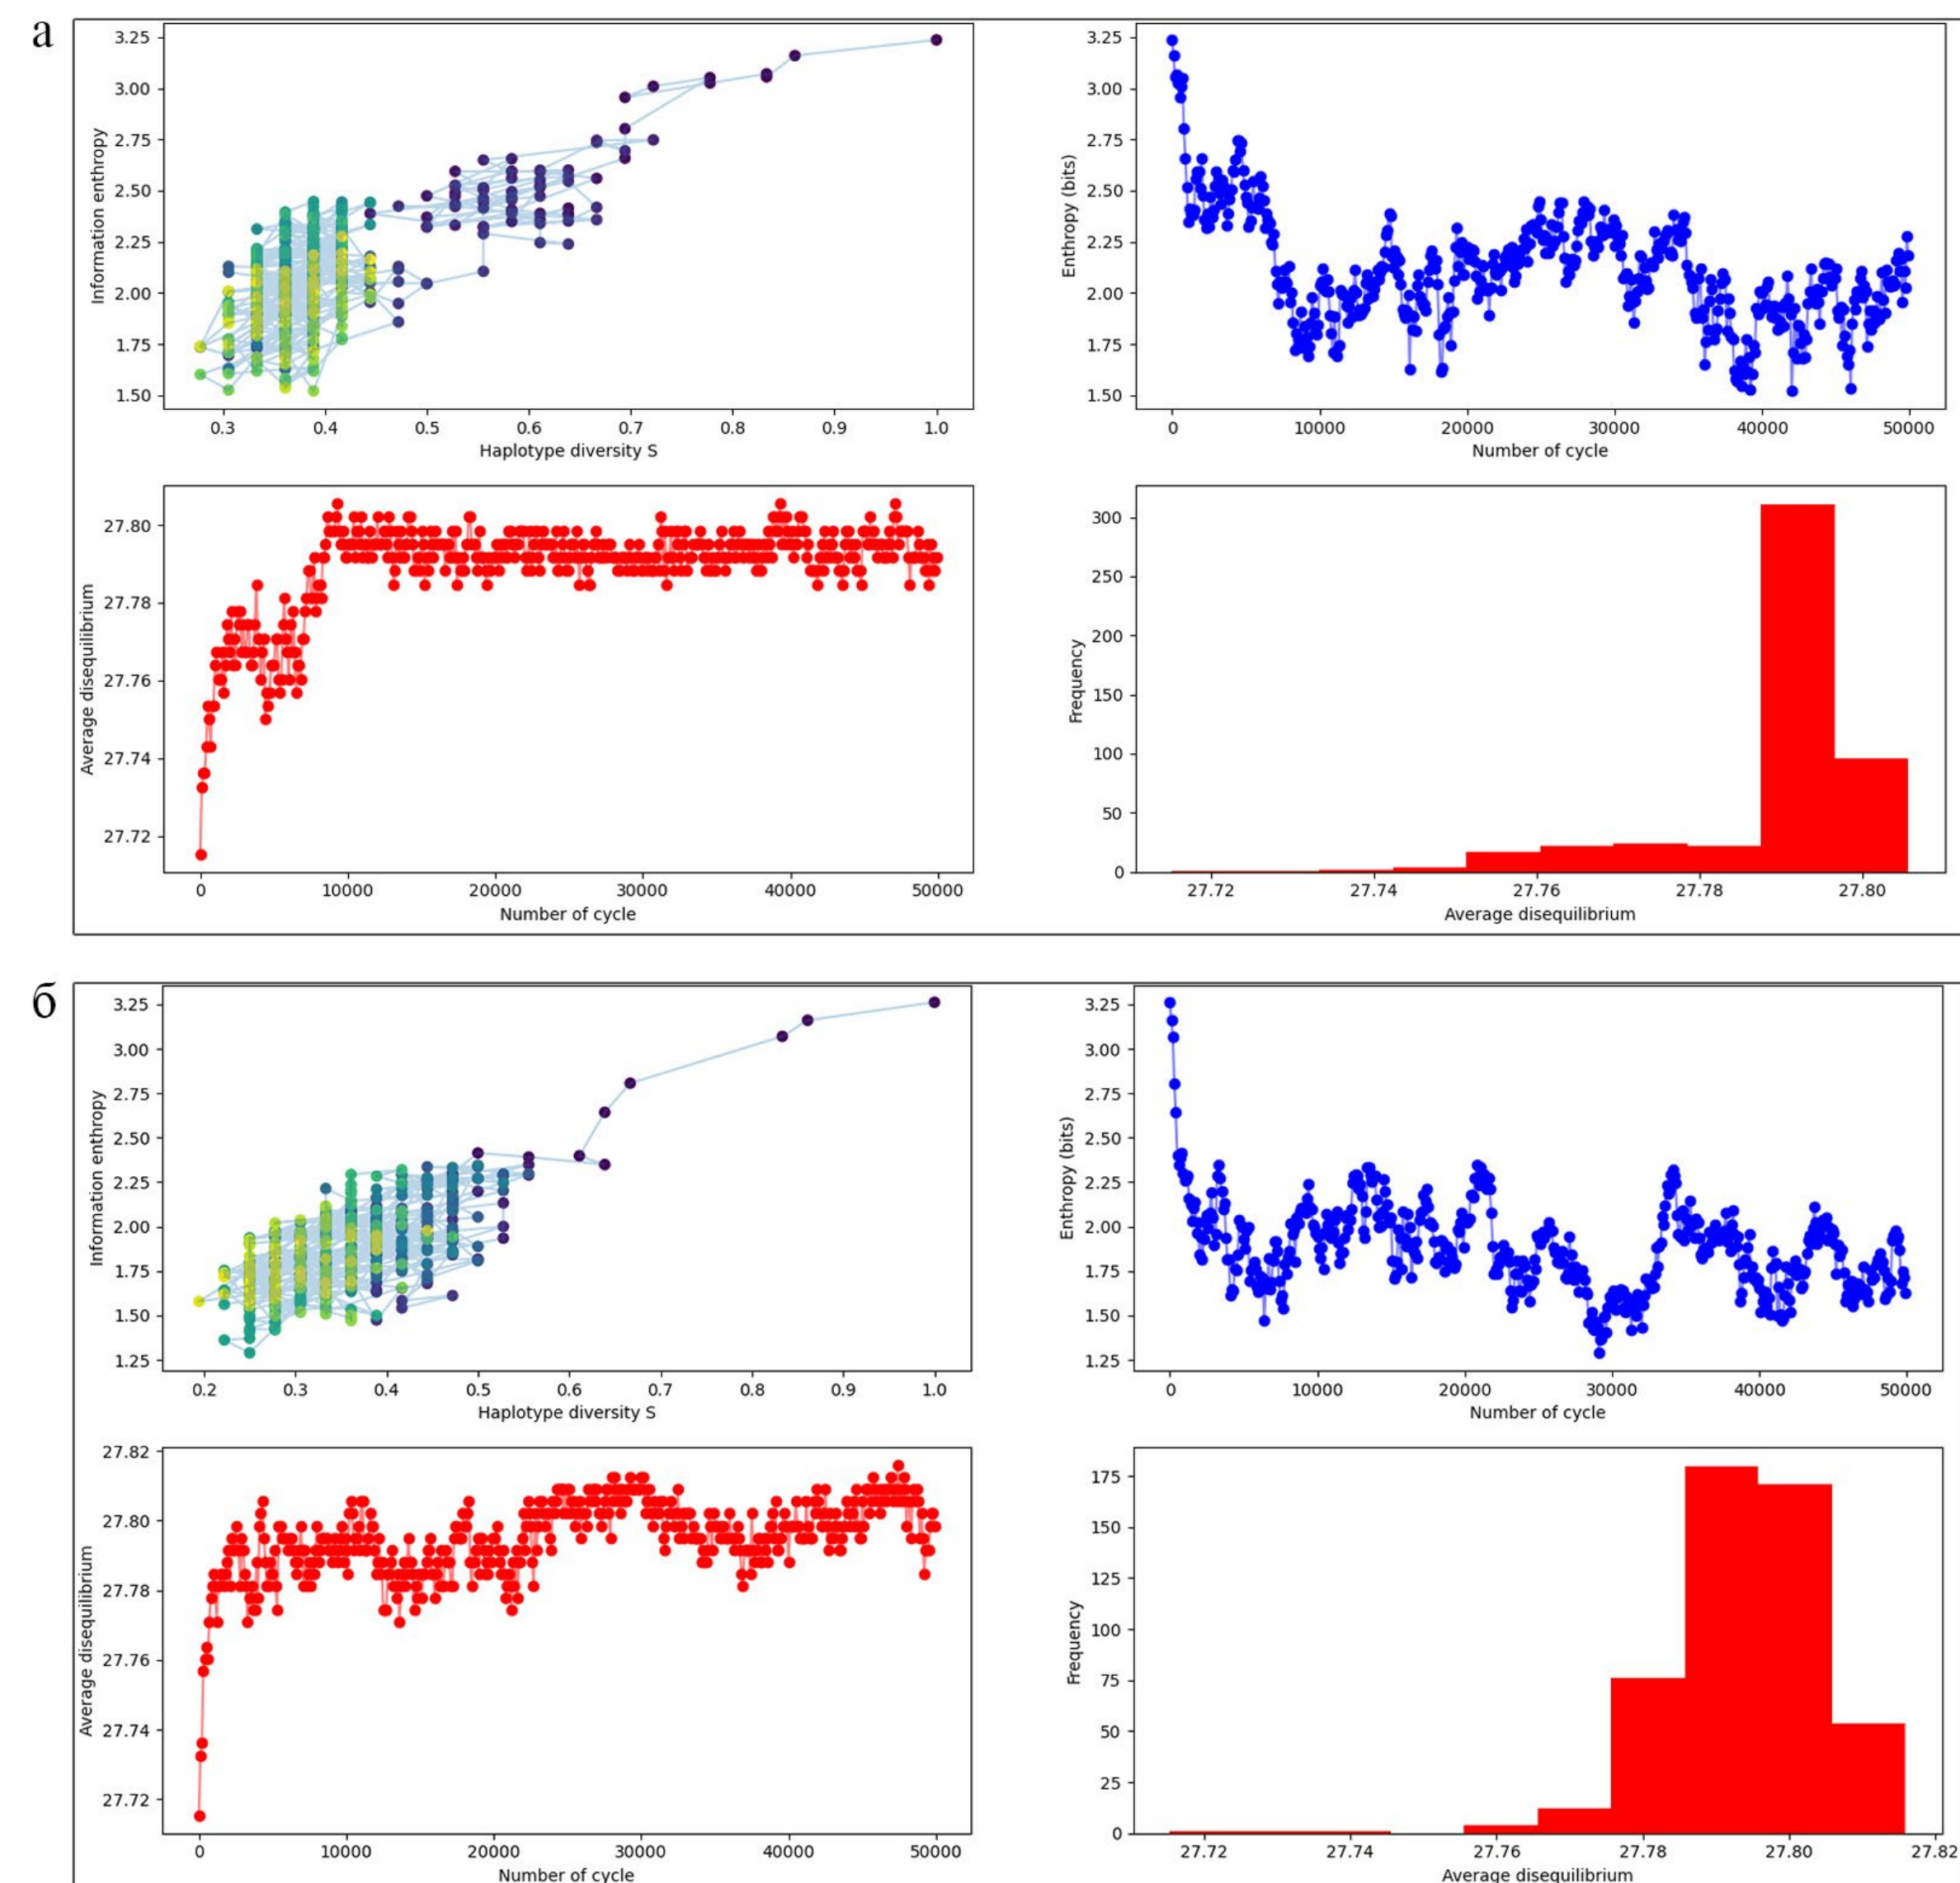 а
3.25
3.00
2.75
2.50
2.25
2.00
1.75
1.50
Information enthropy
0.3 0.4 0.5 0.6 0.7 0.8 0.9 1.0
Haplotype diversity S
3.25
3.00
2.75
2.50
2.25
2.00
1.75
1.50
Enthropy (bits)
0 10000 20000 30000 40000 50000
Number of cycle
27.80
27.78
27.76
27.74
27.72
Average disequilibrium
0 10000 20000 30000 40000 50000
Number of cycle
300
250
200
150
100
50
0
Frequency
27.72 27.74 27.76 27.78 27.80
Average disequilibrium
б
3.25
3.00
2.75
2.50
2.25
2.00
1.75
1.50
1.25
Information enthropy
0.2 0.3 0.4 0.5 0.6 0.7 0.8 0.9 1.0
Haplotype diversity S
3.25
3.00
2.75
2.50
2.25
2.00
1.75
1.50
1.25
Enthropy (bits)
0 10000 20000 30000 40000 50000
Number of cycle
27.82
27.80
27.78
27.76
27.74
27.72
Average disequilibrium
0 10000 20000 30000 40000 50000
Number of cycle
175
150
125
100
75
50
25
0
Frequency
27.72 27.74 27.76 27.78 27.80 27.82
Average disequilibrium